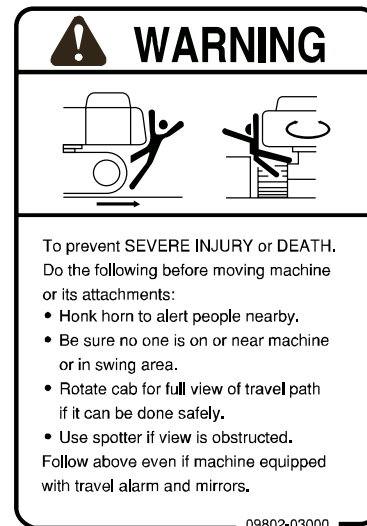 WARNING
To prevent SEVERE INJURY or DEATH.
Do the following before moving machine
or its attachments:
• Honk horn to alert people nearby.
• Be sure no one is on or near machine
or in swing area.
• Rotate cab for full view of travel path
if it can be done safely.
• Use spotter if view is obstructed.
Follow above even if machine equipped
with travel alarm and mirrors.
09802-03000